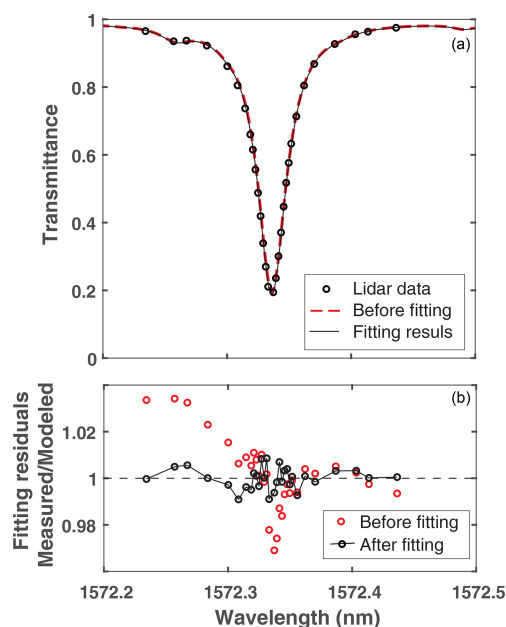 1
(a)
0.8
Transmittance
0.6
0.4
Lidar data
0.2
Before fitting
Fitting resuls
0
(b)
Fitting residuals
Measured/Modeled
1.02
1
0.98
Before fitting
After fitting
1572.2
1572.3
1572.4
1572.5
Wavelength (nm)